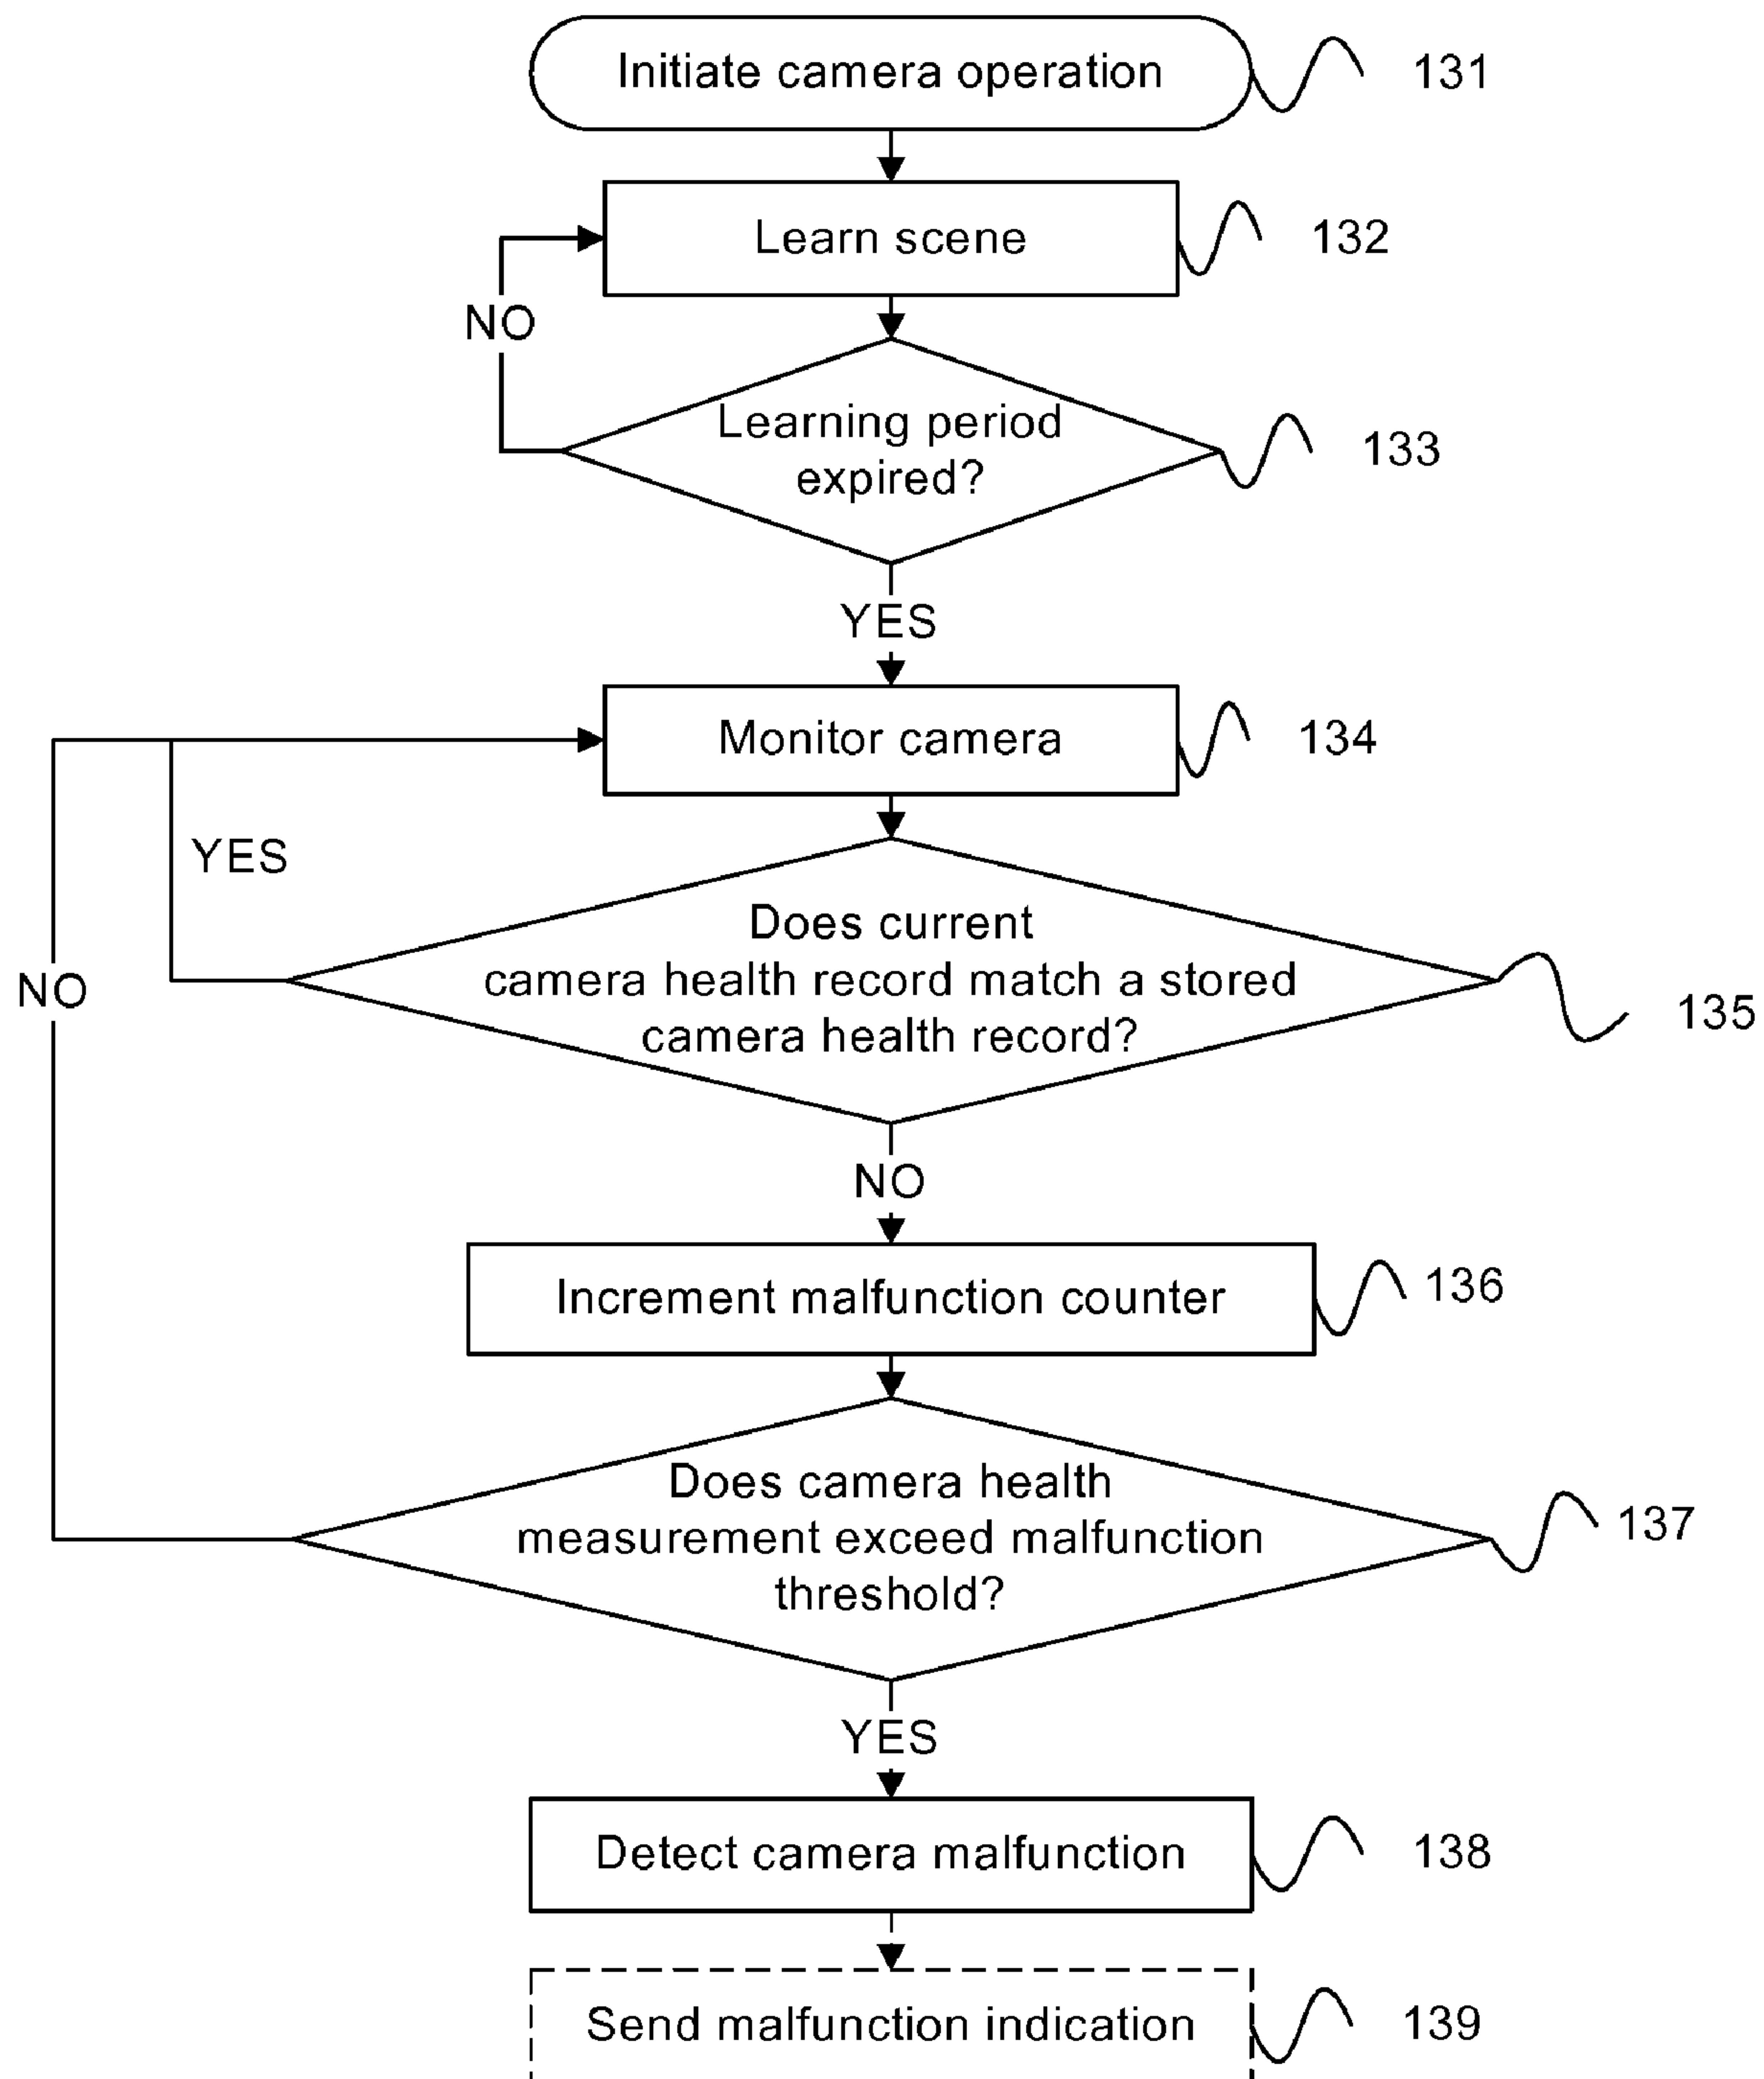 Initiate camera operation
131
Learn scene
132
NO
Learning period
expired?
133
YES
Monitor camera
134
YES
Does current
camera health record match a stored
camera health record?
135
NO
NO
Increment malfunction counter
136
Does camera health
measurement exceed malfunction
threshold?
137
YES
Detect camera malfunction
138
Send malfunction indication
139